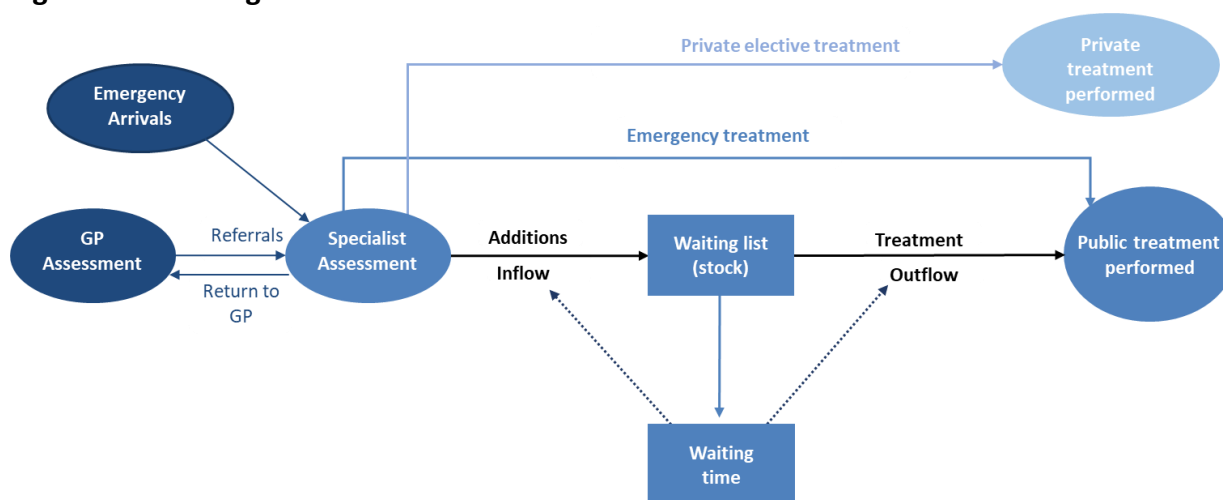 Private elective treatment
Private
treatment
performed
Emergency
Arrivals
Emergency treatment
GP
Assessment
Referrals
Return to
GP
Specialist
Assessment
Additions
Inflow
Waiting list
(stock)
Treatment
Outflow
Public treatment
performed
Waiting
time